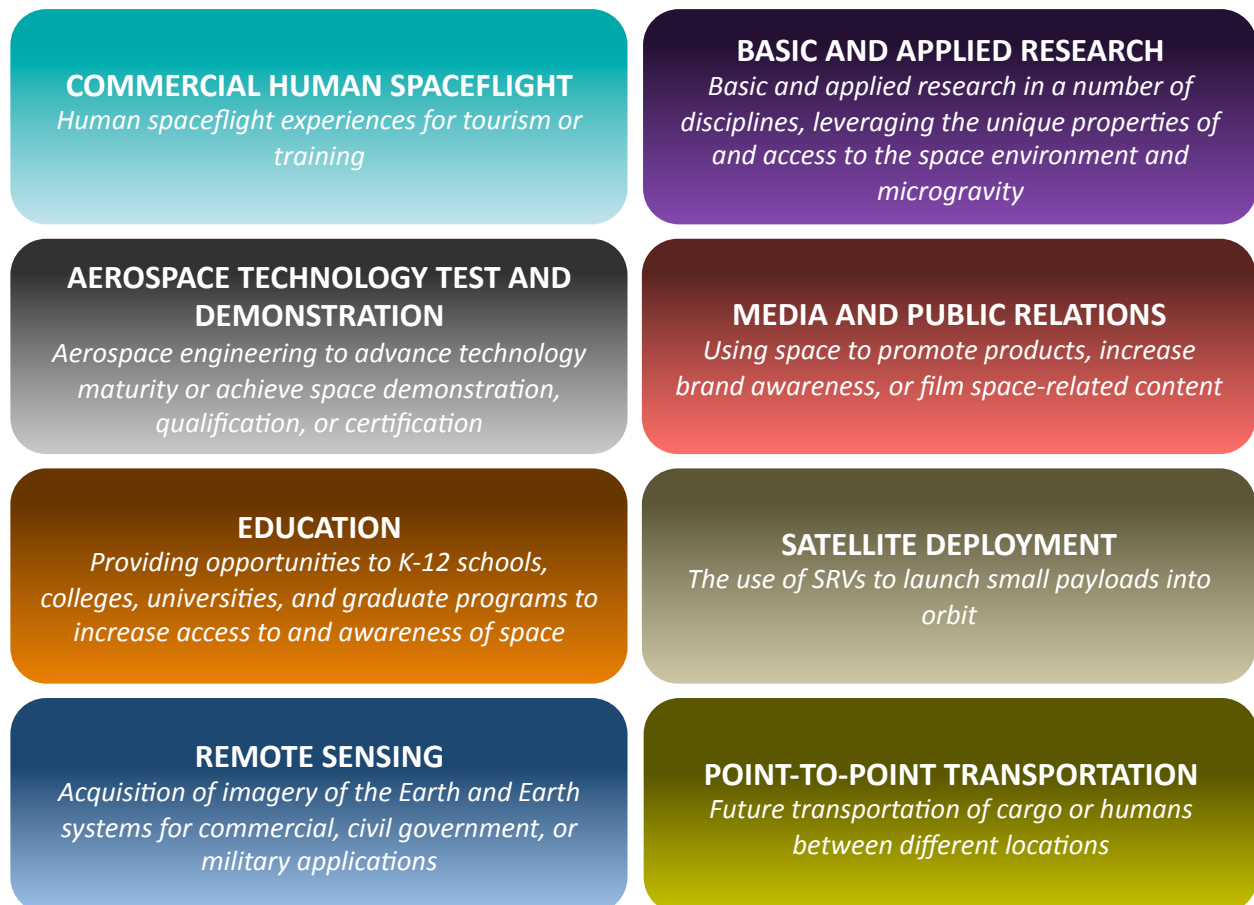 COMMERCIAL HUMAN SPACEFLIGHT
Human spaceflight experiences for tourism or
training
BASIC AND APPLIED RESEARCH
Basic and applied research in a number of
disciplines, leveraging the unique properties of
and access to the space environment and
microgravity
AEROSPACE TECHNOLOGY TEST AND
DEMONSTRATION
Aerospace engineering to advance technology
maturity or achieve space demonstration,
qualification, or certification
MEDIA AND PUBLIC RELATIONS
Using space to promote products, increase
brand awareness, or film space-related content
EDUCATION
Providing opportunities to K-12 schools,
colleges, universities, and graduate programs to
increase access to and awareness of space
SATELLITE DEPLOYMENT
The use of SRVs to launch small payloads into
orbit
REMOTE SENSING
Acquisition of imagery of the Earth and Earth
systems for commercial, civil government, or
military applications
POINT-TO-POINT TRANSPORTATION
Future transportation of cargo or humans
between different locations